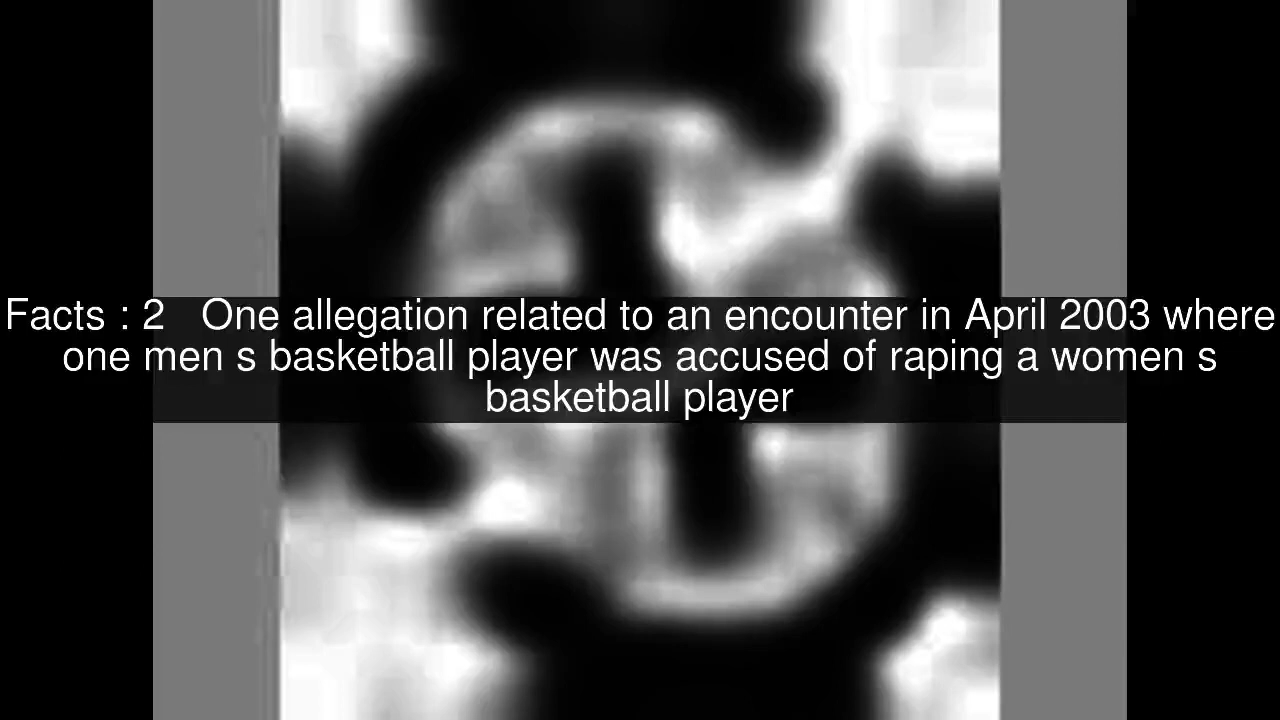 Facts : 2   One allegation related to an encounter in April 2003 where
one men s basketball player was accused of raping a women s
basketball player